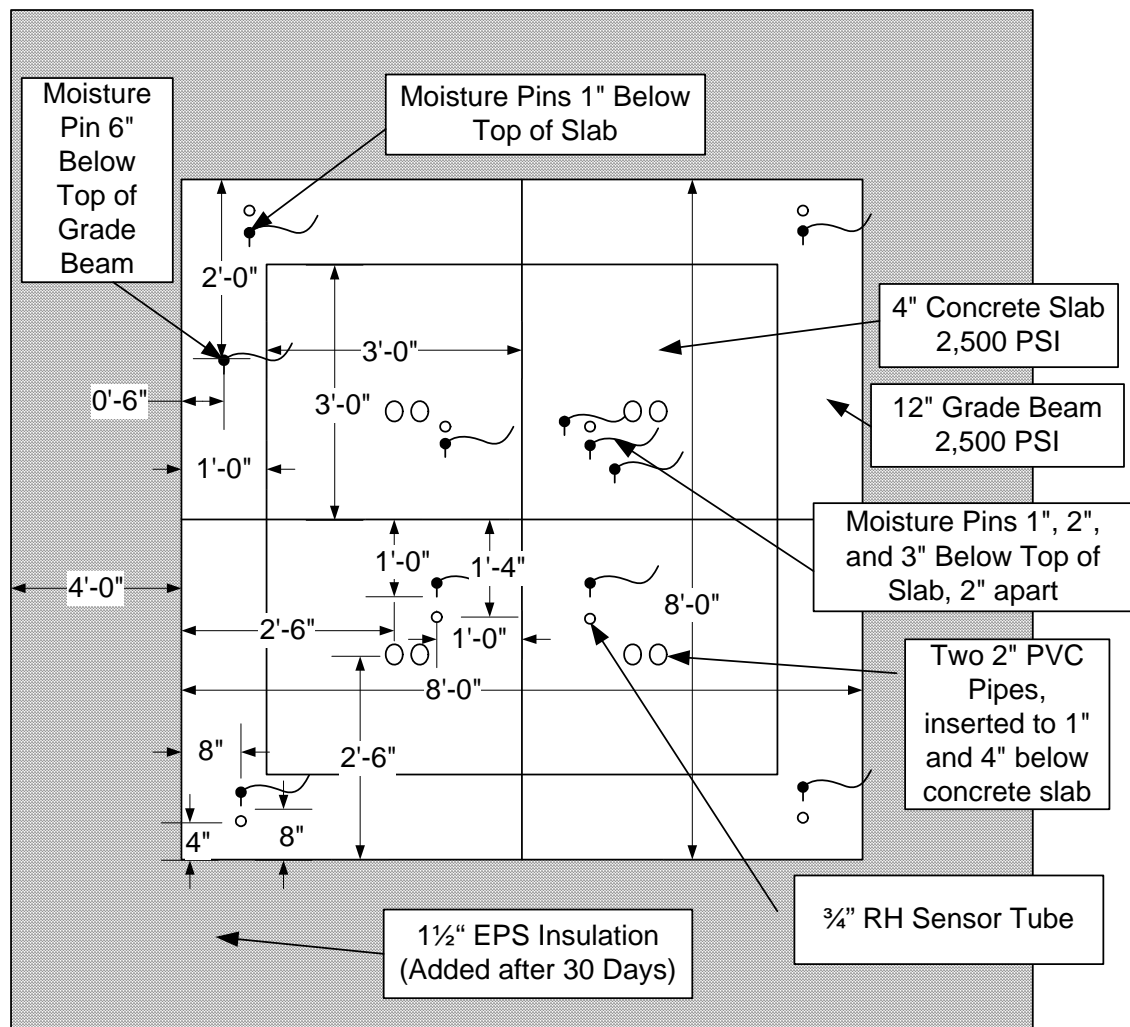 Moisture
Pin 6"
Below
Top of
Grade
Beam
Moisture Pins 1" Below
Top of Slab
2'-0"
3'-0"
4" Concrete Slab
2,500 PSI
0'-6"
3'-0"
12" Grade Beam
2,500 PSI
1'-0"
Moisture Pins 1", 2",
and 3" Below Top of
Slab, 2" apart
1'-0"
1'-4"
4'-0"
8'-0"
2'-6"
1'-0"
Two 2" PVC
Pipes,
inserted to 1"
and 4" below
concrete slab
8'-0"
8"
2'-6"
4"
8"
¾” RH Sensor Tube
1½“ EPS Insulation
(Added after 30 Days)